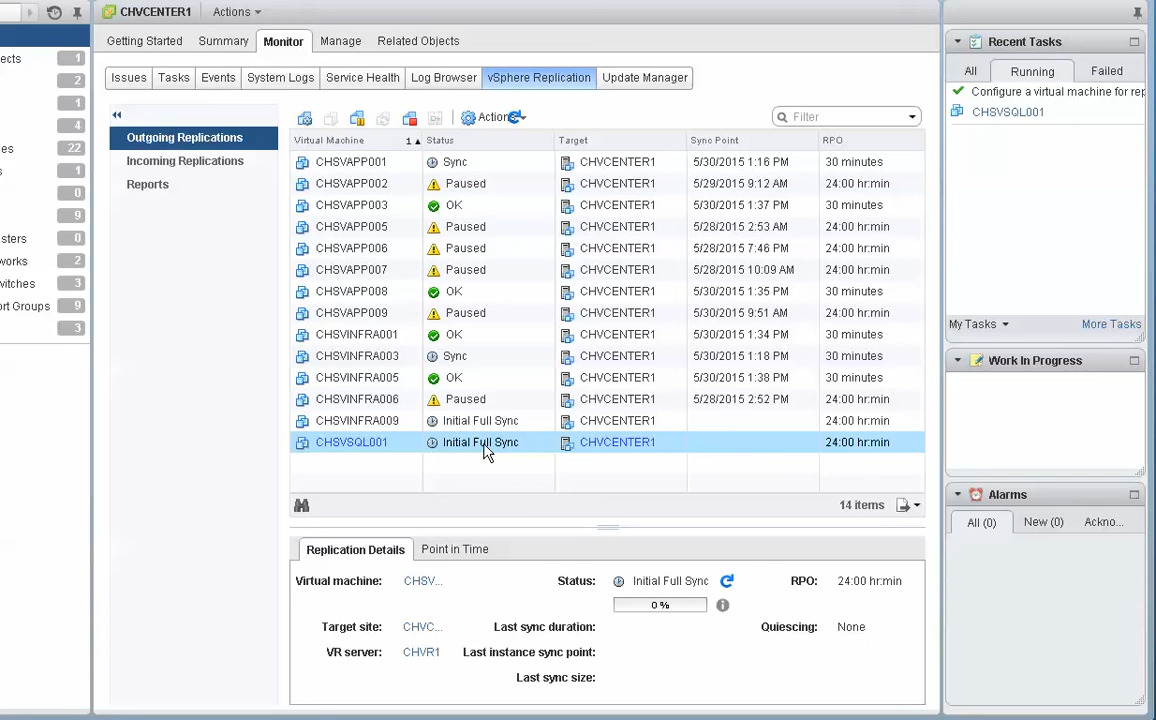 CHVCENTER1 Actions
Getting Started Summary Monitor Manage Related Objects
Issues Tasks Events System Logs Service Health Log Browser vSphere Replication Update Manager
ects 1
2
1
4
es 22
s 1
0
9
sters 0
works 2
witches 3
ort Groups 9
3
Outgoing Replications
Incoming Replications
Reports
Actions Filter
Virtual Machine 1 Status Target Sync Point RPO
CHSVAPP001 Sync CHVCENTER1 5/30/2015 1:16 PM 30 minutes
CHSVAPP002 Paused CHVCENTER1 5/29/2015 9:12 AM 24:00 hr:min
CHSVAPP003 OK CHVCENTER1 5/30/2015 1:37 PM 30 minutes
CHSVAPP005 Paused CHVCENTER1 5/28/2015 2:53 AM 24:00 hr:min
CHSVAPP006 Paused CHVCENTER1 5/28/2015 7:46 PM 24:00 hr:min
CHSVAPP007 Paused CHVCENTER1 5/28/2015 10:09 AM 24:00 hr:min
CHSVAPP008 OK CHVCENTER1 5/30/2015 1:35 PM 30 minutes
CHSVAPP009 Paused CHVCENTER1 5/30/2015 9:51 AM 24:00 hr:min
CHSVINFRA001 OK CHVCENTER1 5/30/2015 1:34 PM 30 minutes
CHSVINFRA003 Sync CHVCENTER1 5/30/2015 1:18 PM 30 minutes
CHSVINFRA005 OK CHVCENTER1 5/30/2015 1:38 PM 30 minutes
CHSVINFRA006 Paused CHVCENTER1 5/28/2015 2:52 PM 24:00 hr:min
CHSVINFRA009 Initial Full Sync CHVCENTER1 24:00 hr:min
CHSVSQL001 Initial Full Sync CHVCENTER1 24:00 hr:min
14 items
Replication Details Point in Time
Virtual machine: CHSV... Status: Initial Full Sync RPO: 24:00 hr:min
0 %
Target site: CHVC... Last sync duration: Quiescing: None
VR server: CHVR1 Last instance sync point:
Last sync size:
Recent Tasks
All Running Failed
Configure a virtual machine for rep
CHSVSQL001
My Tasks More Tasks
Work In Progress
Alarms
All (0) New (0) Ackno...